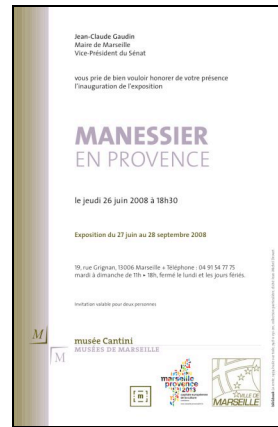 Jean-Claude Gaudin
Maire de Marseille
Vice-Président du Sénat
vous prie de bien vouloir honorer de votre présence
l'inauguration de l'exposition
MANESSIER
EN PROVENCE
le jeudi 26 juin 2008 à 18h30
Exposition du 27 juin au 28 septembre 2008
19, rue Grignan, 13006 Marseille + Téléphone : 04 91 54 77 75
mardi à dimanche de 11h • 18h, fermé le lundi et les jours fériés.
Invitation valable pour deux personnes
M
M
musée Cantini
MUSÉES DE MARSEILLE
[m]
marseille
provence
2013
VILLE DE
MARSEILLE